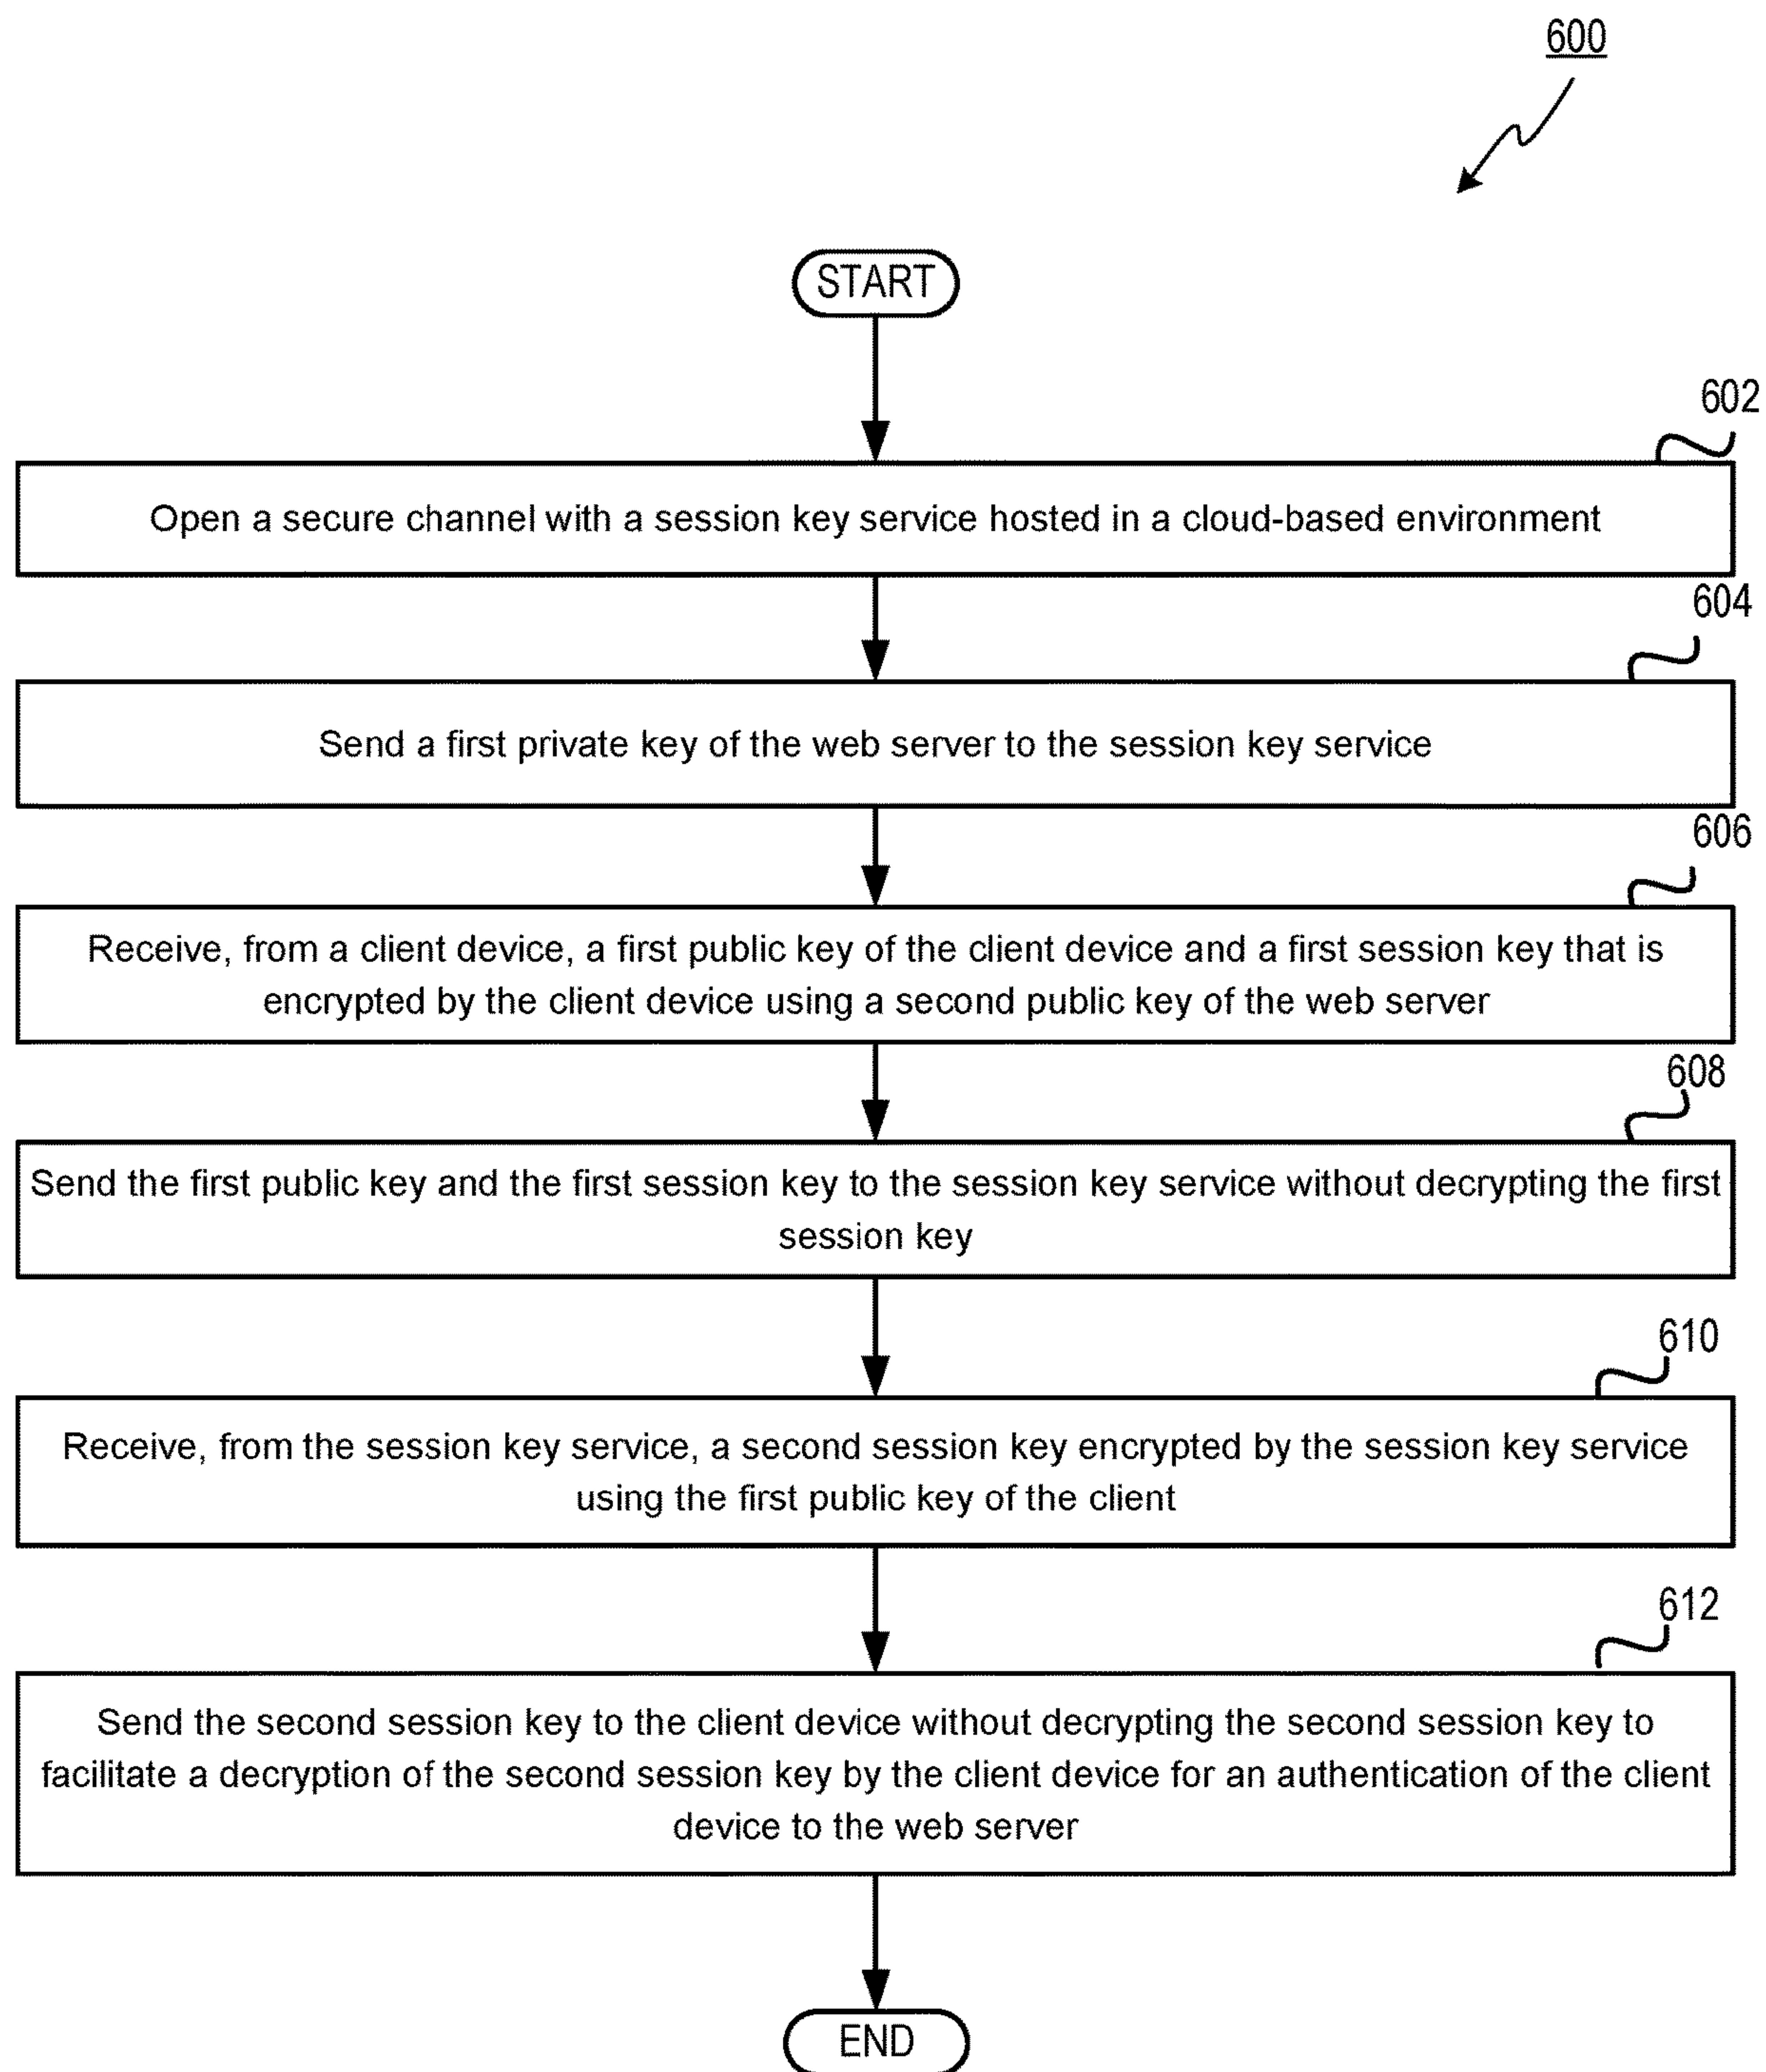 600
START
602
Open a secure channel with a session key service hosted in a cloud-based environment
604
Send a first private key of the web server to the session key service
606
Receive, from a client device, a first public key of the client device and a first session key that is
encrypted by the client device using a second public key of the web server
608
Send the first public key and the first session key to the session key service without decrypting the first
session key
610
Receive, from the session key service, a second session key encrypted by the session key service
using the first public key of the client
612
Send the second session key to the client device without decrypting the second session key to
facilitate a decryption of the second session key by the client device for an authentication of the client
device to the web server
END